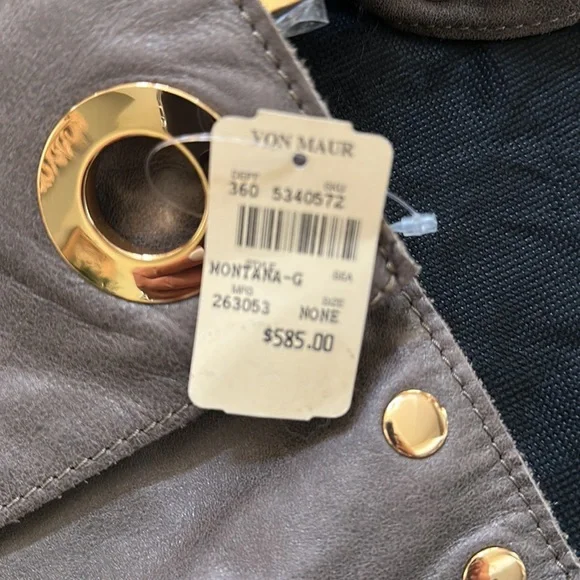 VON MAUR
DEPT SKU
360 5340572
STYLE SEA
MONTANA-G
MFG SIZE
263053 NONE
$585.00